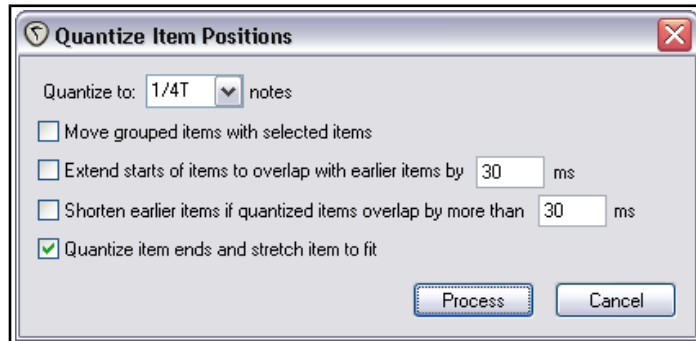 Quantize Item Positions
Quantize to: 1/4T notes
Move grouped items with selected items
Extend starts of items to overlap with earlier items by 30 ms
Shorten earlier items if quantized items overlap by more than 30 ms
Quantize item ends and stretch item to fit
Process Cancel